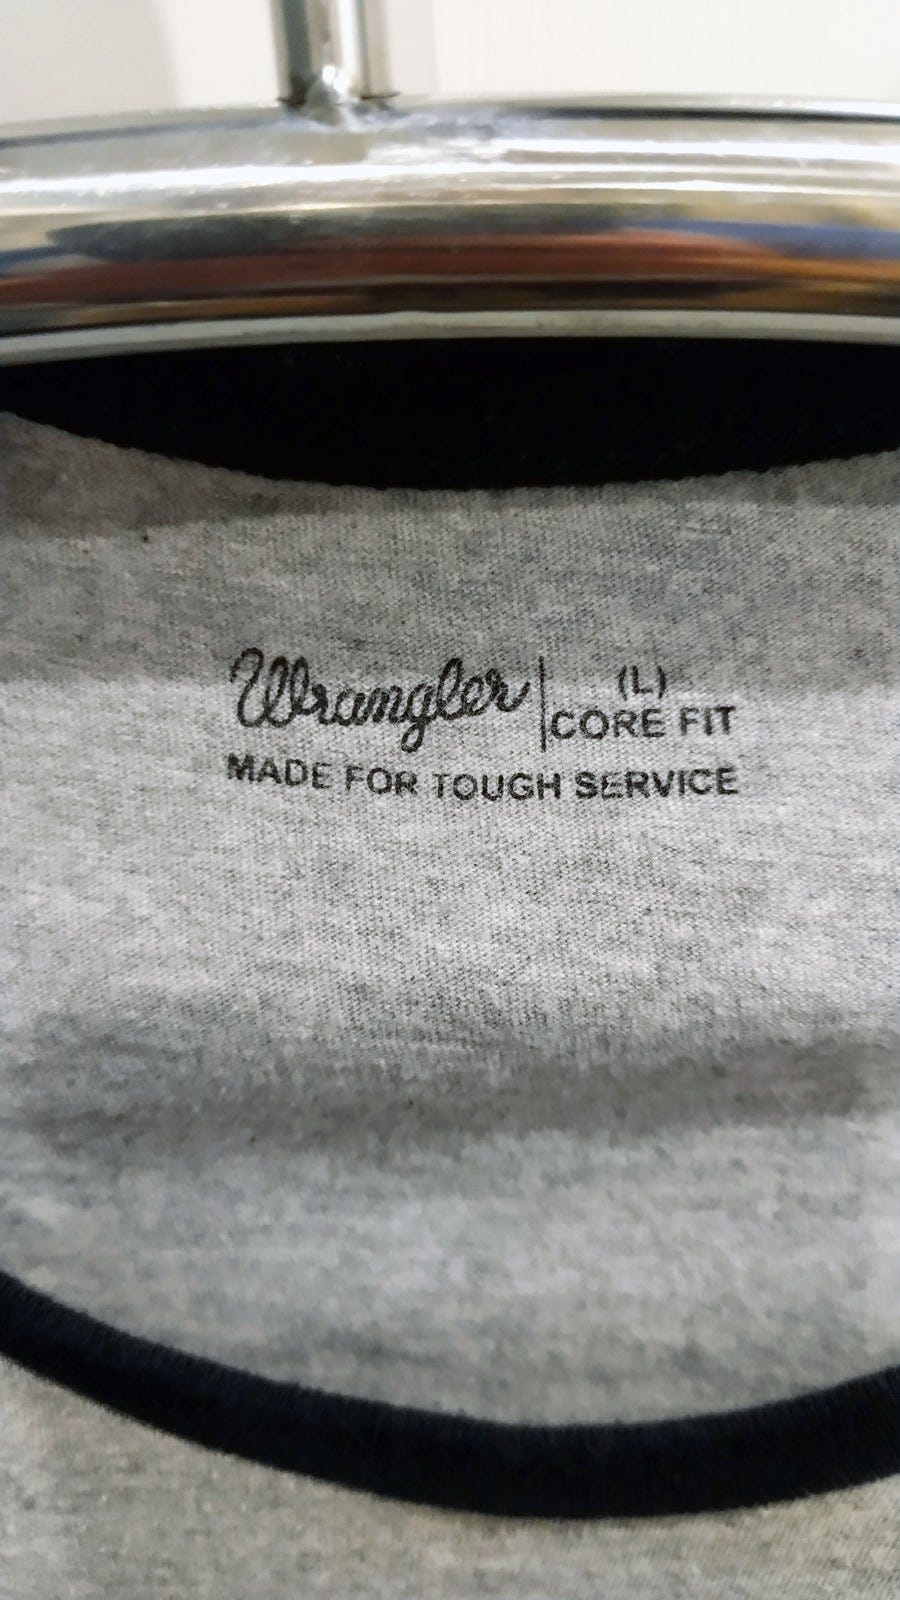 Wrangler
(L)
CORE FIT
MADE FOR TOUGH SERVICE